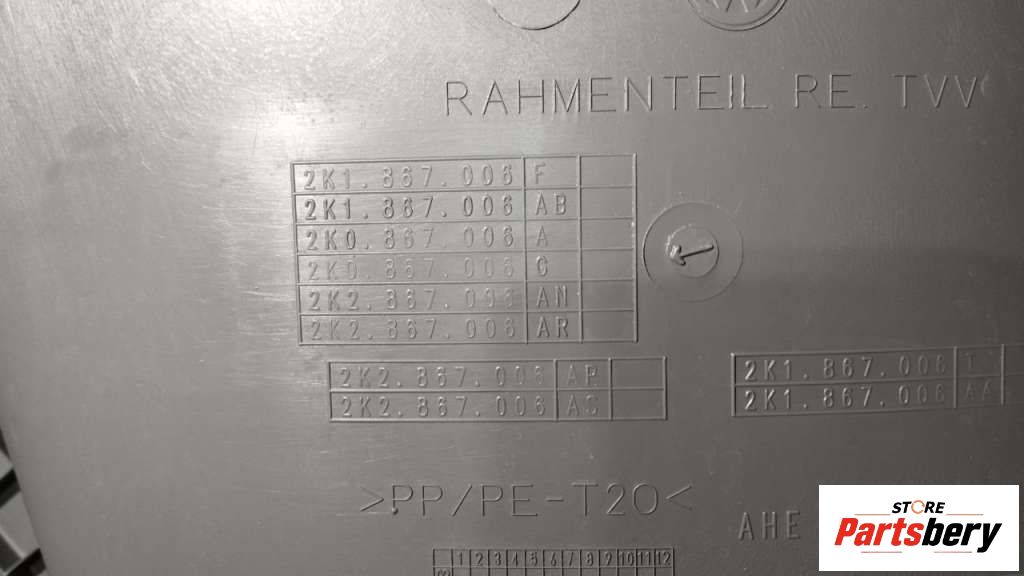 RAHMENTEIL RE. TVV
2K1.867.006 F
2K1.867.006 AB
2K0.867.006 A
2K0.867.006 G
2K2.867.006 AN
2K2.867.006 AR
2K2.867.006 AP
2K2.867.006 AS
2K1.867.006 T
2K1.867.006 AA
>PP/PE-T20<
AHE
1 2 3 4 5 6 7 8 9 10 11 12
STORE
Partsbery